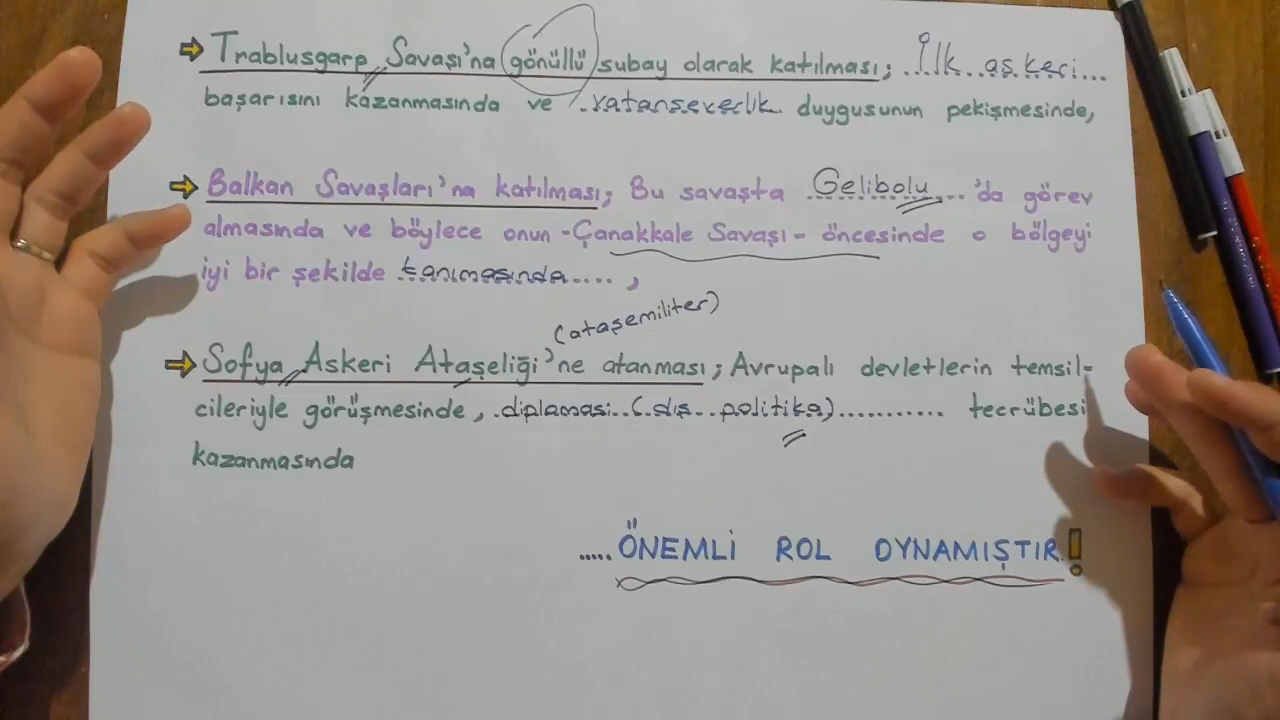 ⇨ Trablusgarp Savaşı'na gönüllü subay olarak katılması; ...İlk..askeri...
başarısını kazanmasında ve ..vatanseverlik. duygusunun pekişmesinde,
⇨ Balkan Savaşları'na katılması; Bu savaşta ..Gelibolu....'da görev
almasında ve böylece onun -Çanakkale Savaşı- öncesinde o bölgeyi
iyi bir şekilde .tanımasında....,
(ataşemiliter)
⇨ Sofya Askeri Ataşeliği'ne atanması; Avrupalı devletlerin temsil-
cileriyle görüşmesinde, .diplamasi..(.dış..politika)........... tecrübesi
kazanmasında
.....ÖNEMLİ ROL OYNAMIŞTIR!